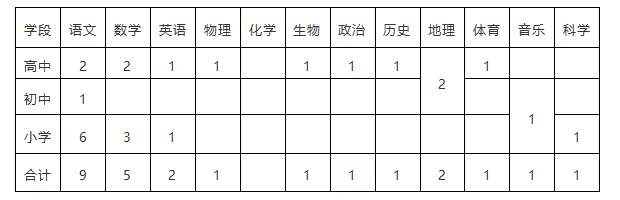 学段 语文 数学 英语 物理 化学 生物 政治 历史 地理 体育 音乐 科学
高中 2 2 1 1 1 1 1 2 1
初中 1 1
小学 6 3 1 1
合计 9 5 2 1 1 1 1 2 1 1 1